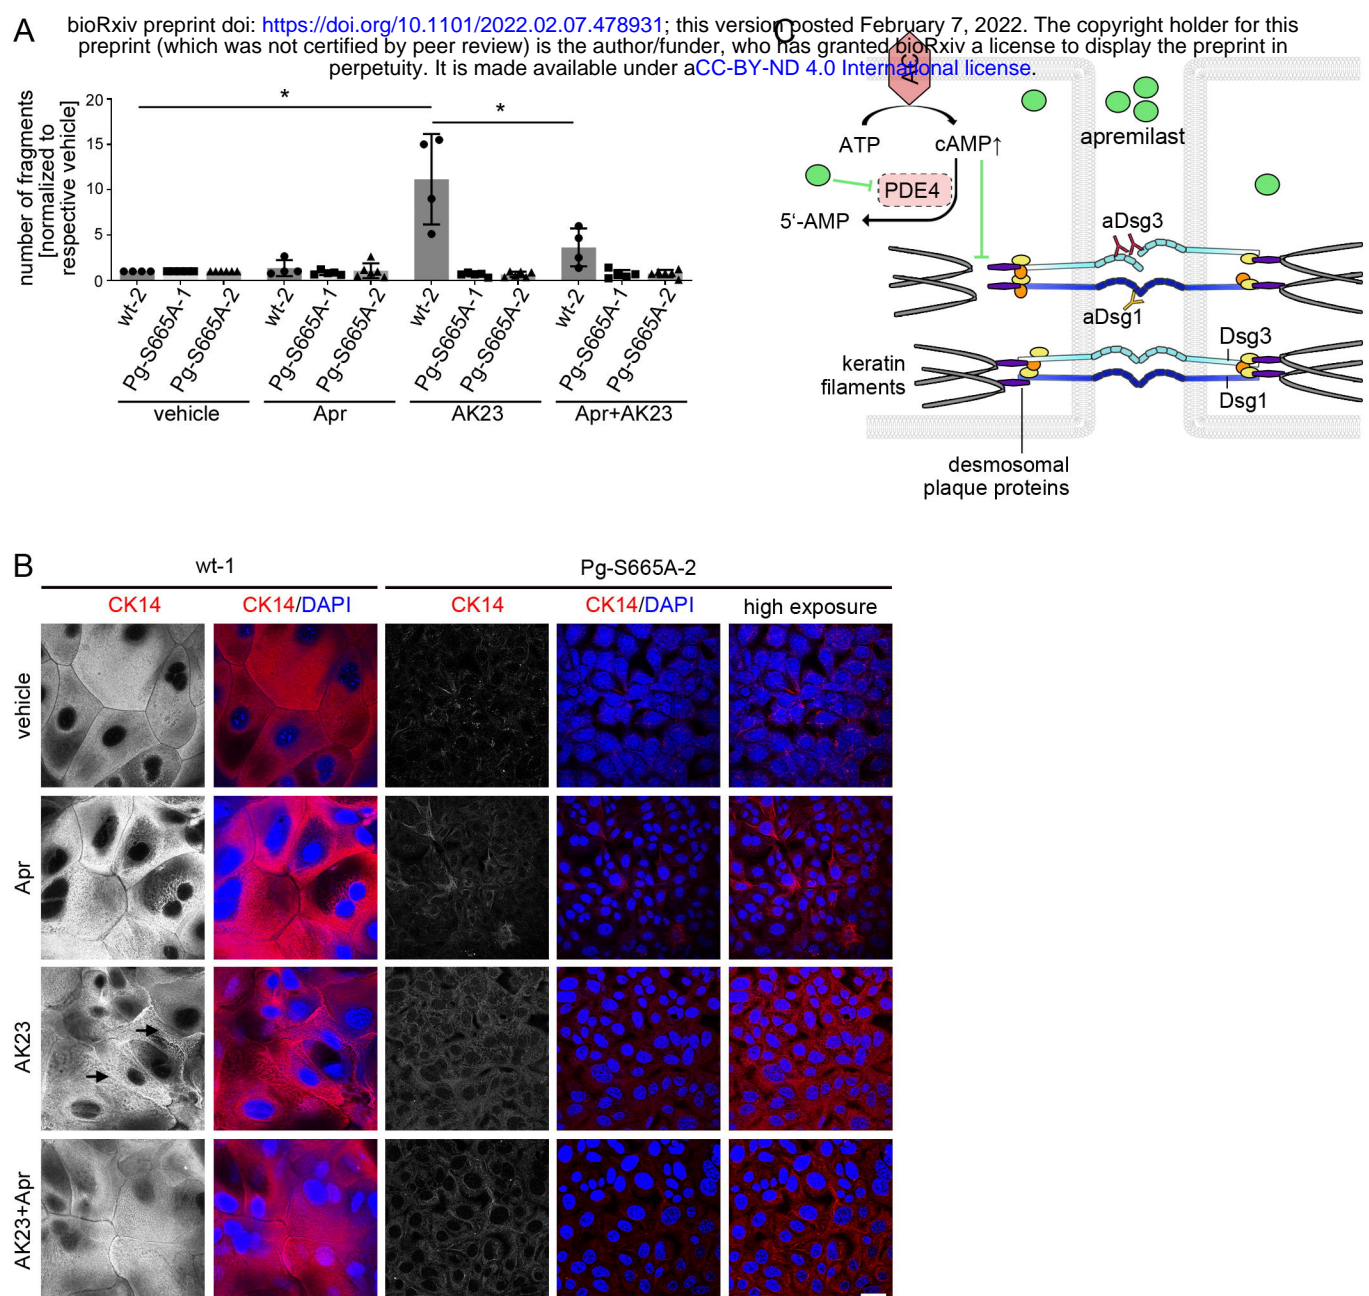 bioRxiv preprint doi: https://doi.org/10.1101/2022.02.07.478931; this version posted February 7, 2022. The copyright holder for this
preprint (which was not certified by peer review) is the author/funder, who has granted bioRxiv a license to display the preprint in
perpetuity. It is made available under aCC-BY-ND 4.0 International license.
A
number of fragments
[normalized to
respective vehicle]
20
15
10
5
0
*
*
wt-2
Pg-S665A-1
Pg-S665A-2
wt-2
Pg-S665A-1
Pg-S665A-2
wt-2
Pg-S665A-1
Pg-S665A-2
wt-2
Pg-S665A-1
Pg-S665A-2
vehicle
Apr
AK23
Apr+AK23
C
ATP
cAMP↑
apremilast
PDE4
5‘-AMP
aDsg3
aDsg1
Dsg3
keratin
filaments
Dsg1
desmosomal
plaque proteins
B
wt-1
Pg-S665A-2
CK14
CK14/DAPI
CK14
CK14/DAPI
high exposure
vehicle
Apr
AK23
AK23+Apr